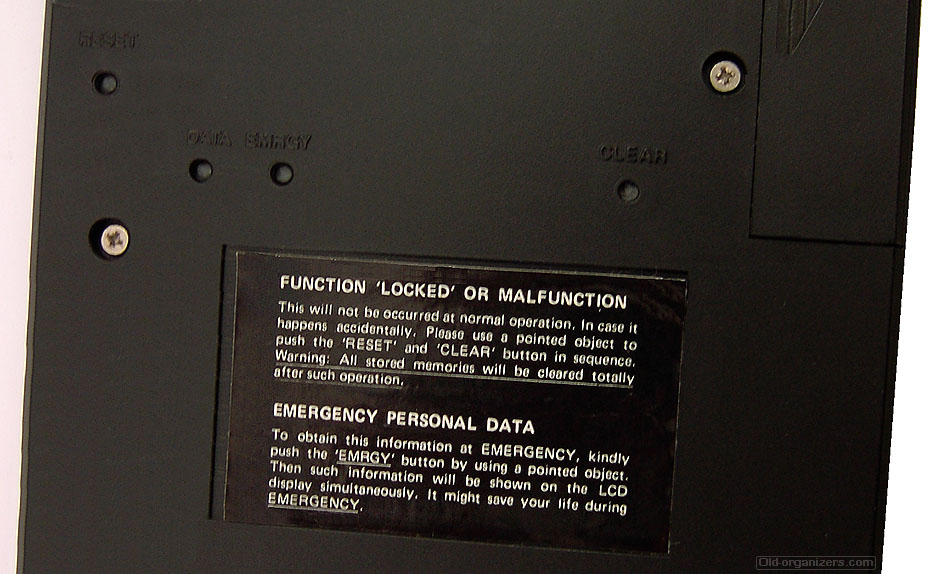 RESET
DATA EMRGY
CLEAR
FUNCTION 'LOCKED' OR MALFUNCTION
This will not be occurred at normal operation. In case it
happens accidentally. Please use a pointed object to
push the 'RESET' and 'CLEAR' button in sequence.
Warning: All stored memories will be cleared totally
after such operation.
EMERGENCY PERSONAL DATA
To obtain this information at EMERGENCY, kindly
push the 'EMRGY' button by using a pointed object.
Then such information will be shown on the LCD
display simultaneously. It might save your life during
EMERGENCY.
Old-organizers.com